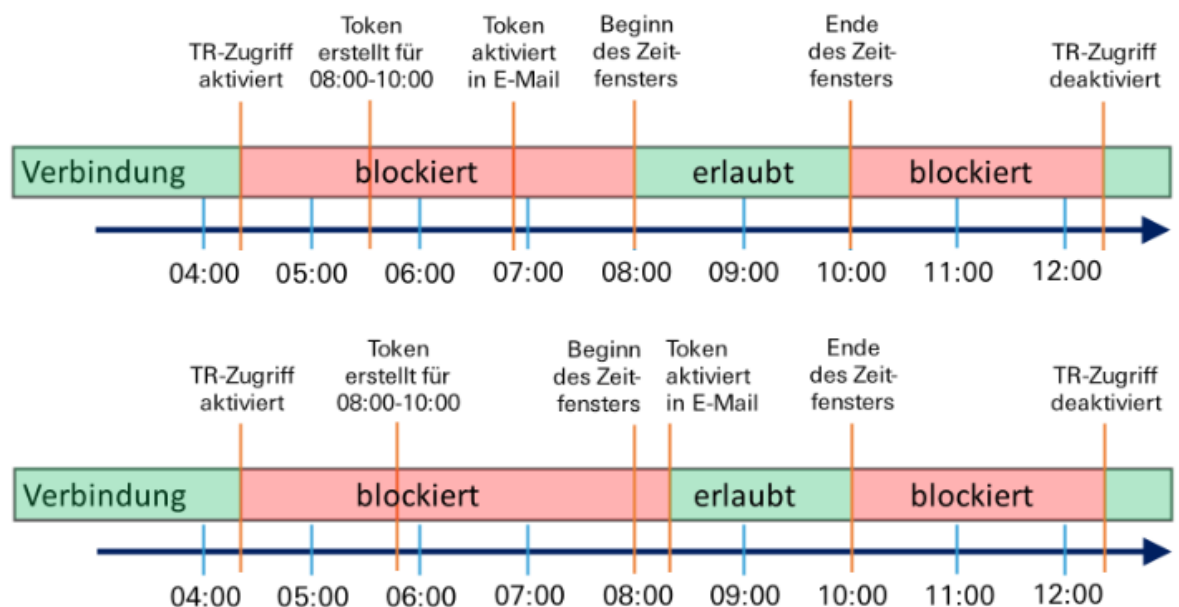 TR-Zugriff
aktiviert
Token
erstellt für
08:00-10:00
Token
aktiviert
in E-Mail
Beginn
des Zeit-
fensters
Ende
des Zeit-
fensters
TR-Zugriff
deaktiviert
Verbindung
blockiert
erlaubt
blockiert
04:00
05:00
06:00
07:00
08:00
09:00
10:00
11:00
12:00
TR-Zugriff
aktiviert
Token
erstellt für
08:00-10:00
Beginn
des Zeit-
fensters
Token
aktiviert
in E-Mail
Ende
des Zeit-
fensters
TR-Zugriff
deaktiviert
Verbindung
blockiert
erlaubt
blockiert
04:00
05:00
06:00
07:00
08:00
09:00
10:00
11:00
12:00